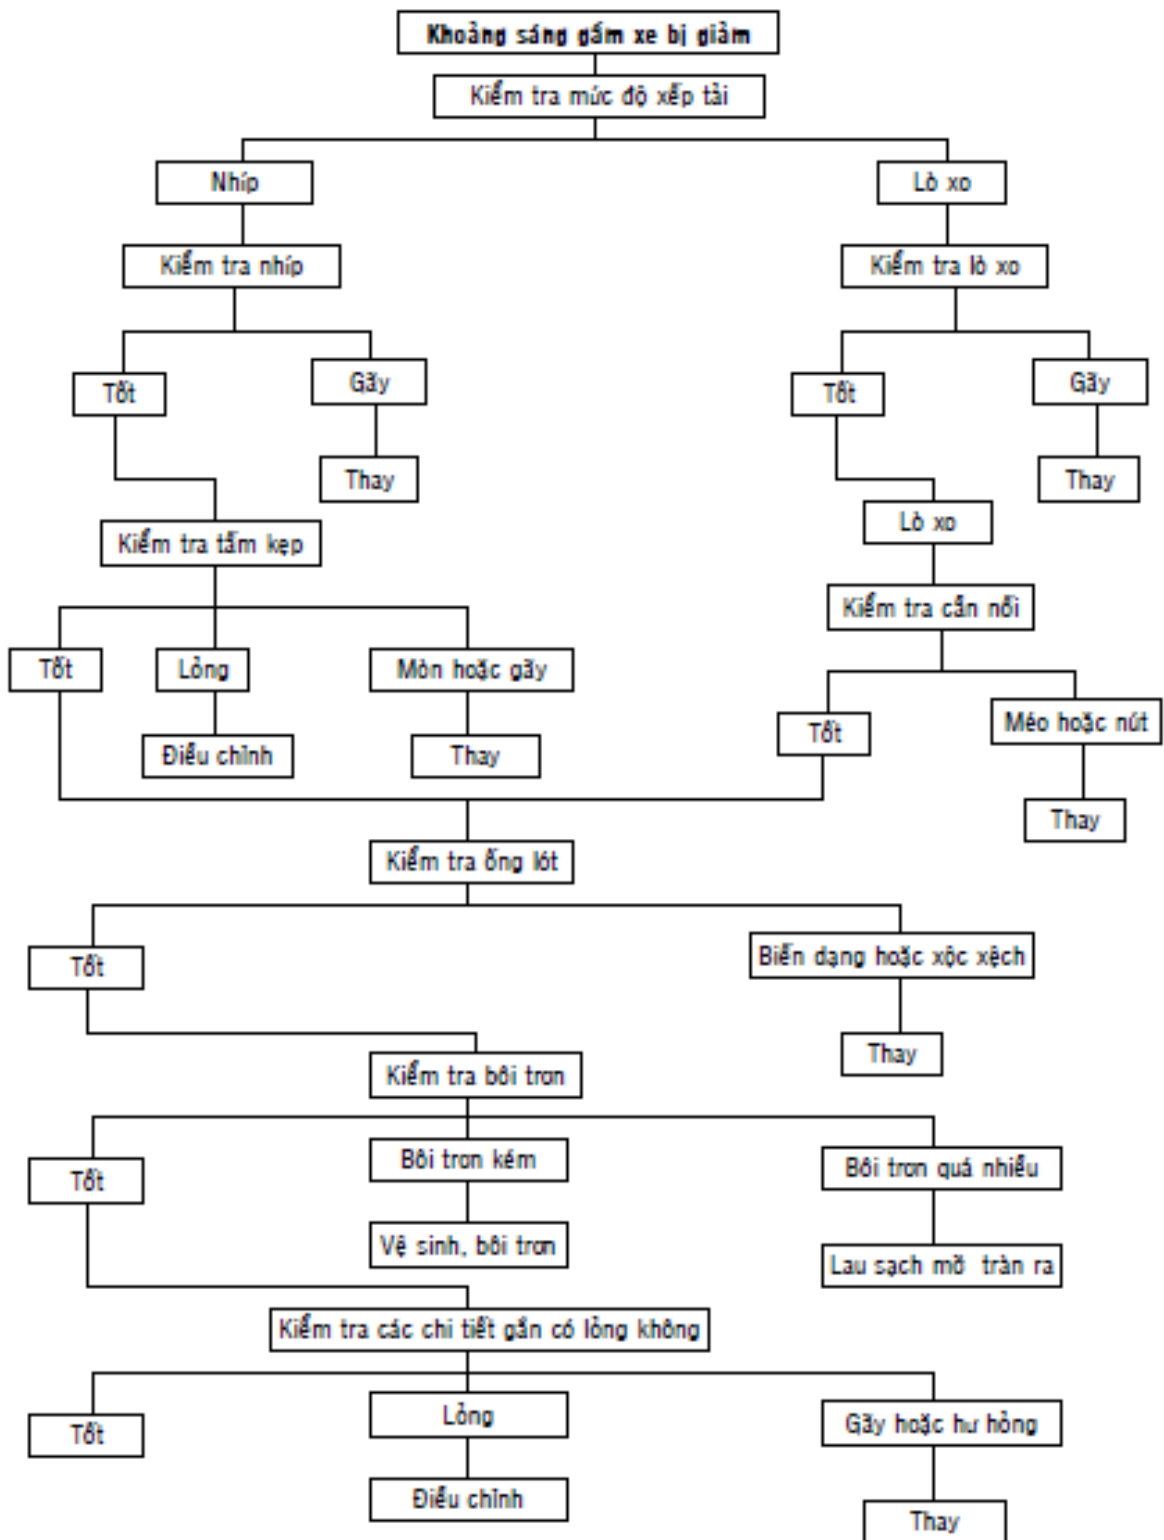 Khoảng sáng gầm xe bị giảm
Kiểm tra mức độ xếp tải
Nhíp
Lò xo
Kiểm tra nhíp
Kiểm tra lò xo
Tốt
Gãy
Tốt
Gãy
Thay
Thay
Kiểm tra tấm kẹp
Lò xo
Kiểm tra cần nối
Tốt
Lỏng
Mòn hoặc gãy
Tốt
Méo hoặc nút
Điều chỉnh
Thay
Thay
Kiểm tra ống lót
Tốt
Biến dạng hoặc xộc xệch
Thay
Kiểm tra bôi trơn
Tốt
Bôi trơn kém
Bôi trơn quá nhiều
Vệ sinh, bôi trơn
Lau sạch mỡ tràn ra
Kiểm tra các chi tiết gần có lỏng không
Tốt
Lỏng
Gãy hoặc hư hỏng
Điều chỉnh
Thay